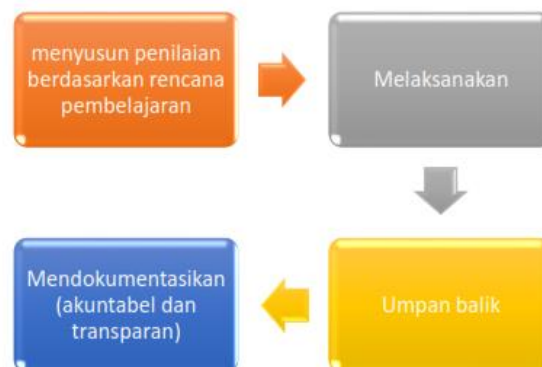 menyusun penilaian
berdasarkan rencana
pembelajaran
Melaksanakan
Umpan balik
Mendokumentasikan
(akuntabel dan
transparan)